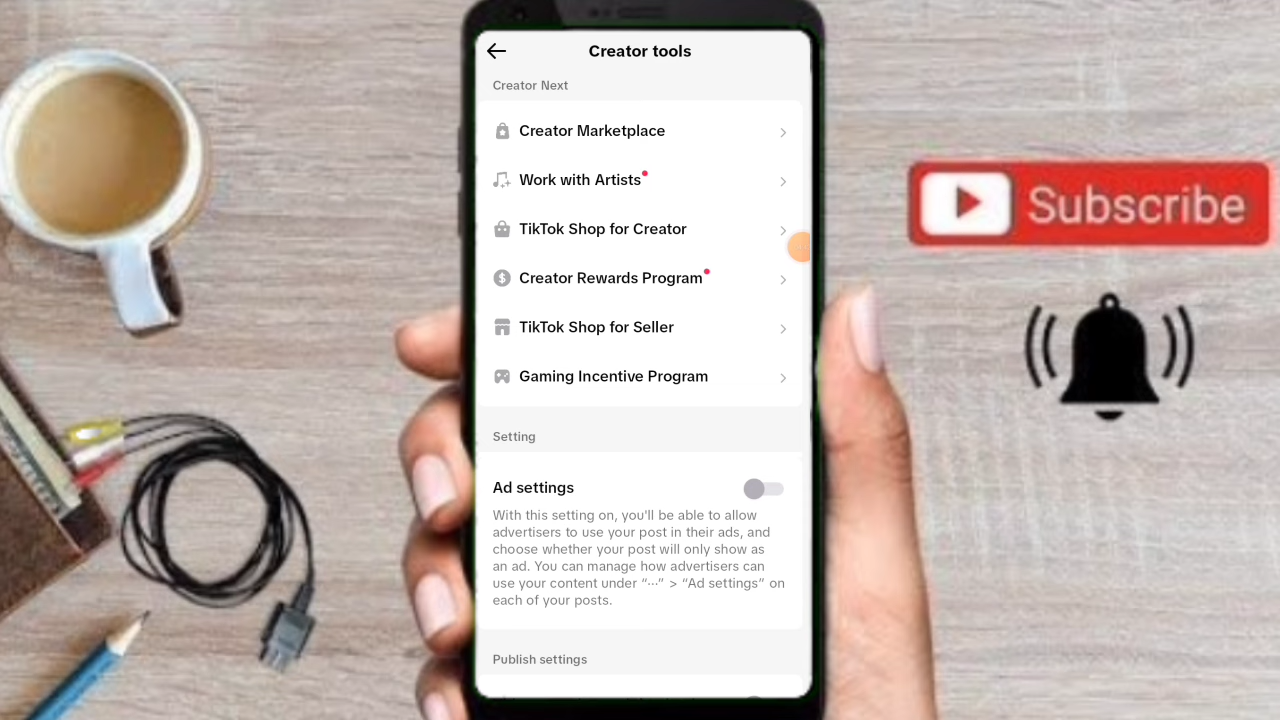 Creator tools
Creator Next
Creator Marketplace
Work with Artists
TikTok Shop for Creator
Creator Rewards Program
TikTok Shop for Seller
Gaming Incentive Program
Setting
Ad settings
With this setting on, you'll be able to allow
advertisers to use your post in their ads, and
choose whether your post will only show as
an ad. You can manage how advertisers can
use your content under “···” > “Ad settings” on
each of your posts.
Publish settings
Subscribe